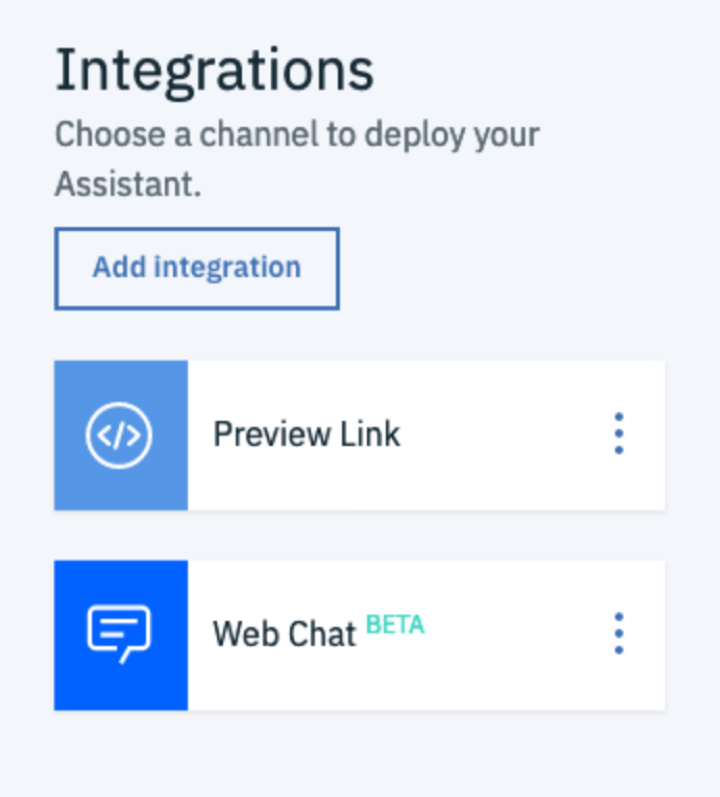 Integrations
Choose a channel to deploy your
Assistant.
Add integration
Preview Link
Web Chat BETA